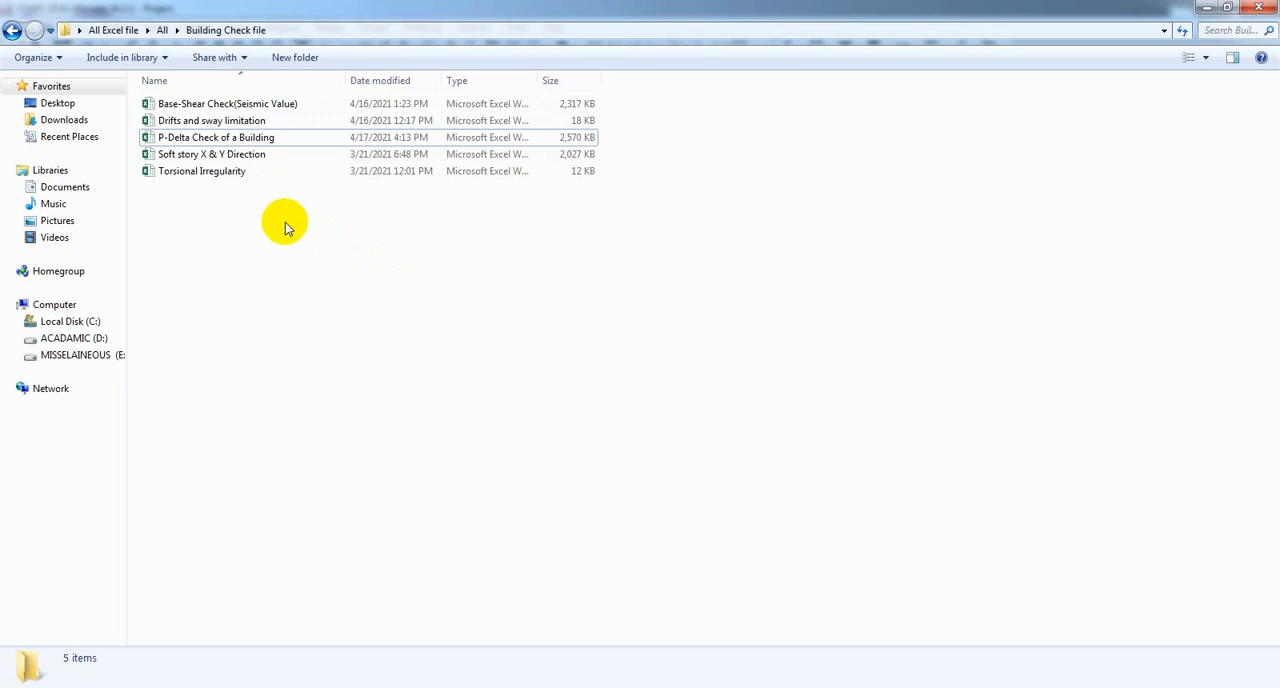 All Excel file All Building Check file Search Buil...
Organize Include in library Share with New folder
Favorites
Desktop
Downloads
Recent Places
Libraries
Documents
Music
Pictures
Videos
Homegroup
Computer
Local Disk (C:)
ACADAMIC (D:)
MISSELAINEOUS (E:
Network
Name Date modified Type Size
Base-Shear Check(Seismic Value) 4/16/2021 1:23 PM Microsoft Excel W... 2,317 KB
Drifts and sway limitation 4/16/2021 12:17 PM Microsoft Excel W... 18 KB
P-Delta Check of a Building 4/17/2021 4:13 PM Microsoft Excel W... 2,570 KB
Soft story X & Y Direction 3/21/2021 6:48 PM Microsoft Excel W... 2,027 KB
Torsional Irregularity 3/21/2021 12:01 PM Microsoft Excel W... 12 KB
5 items